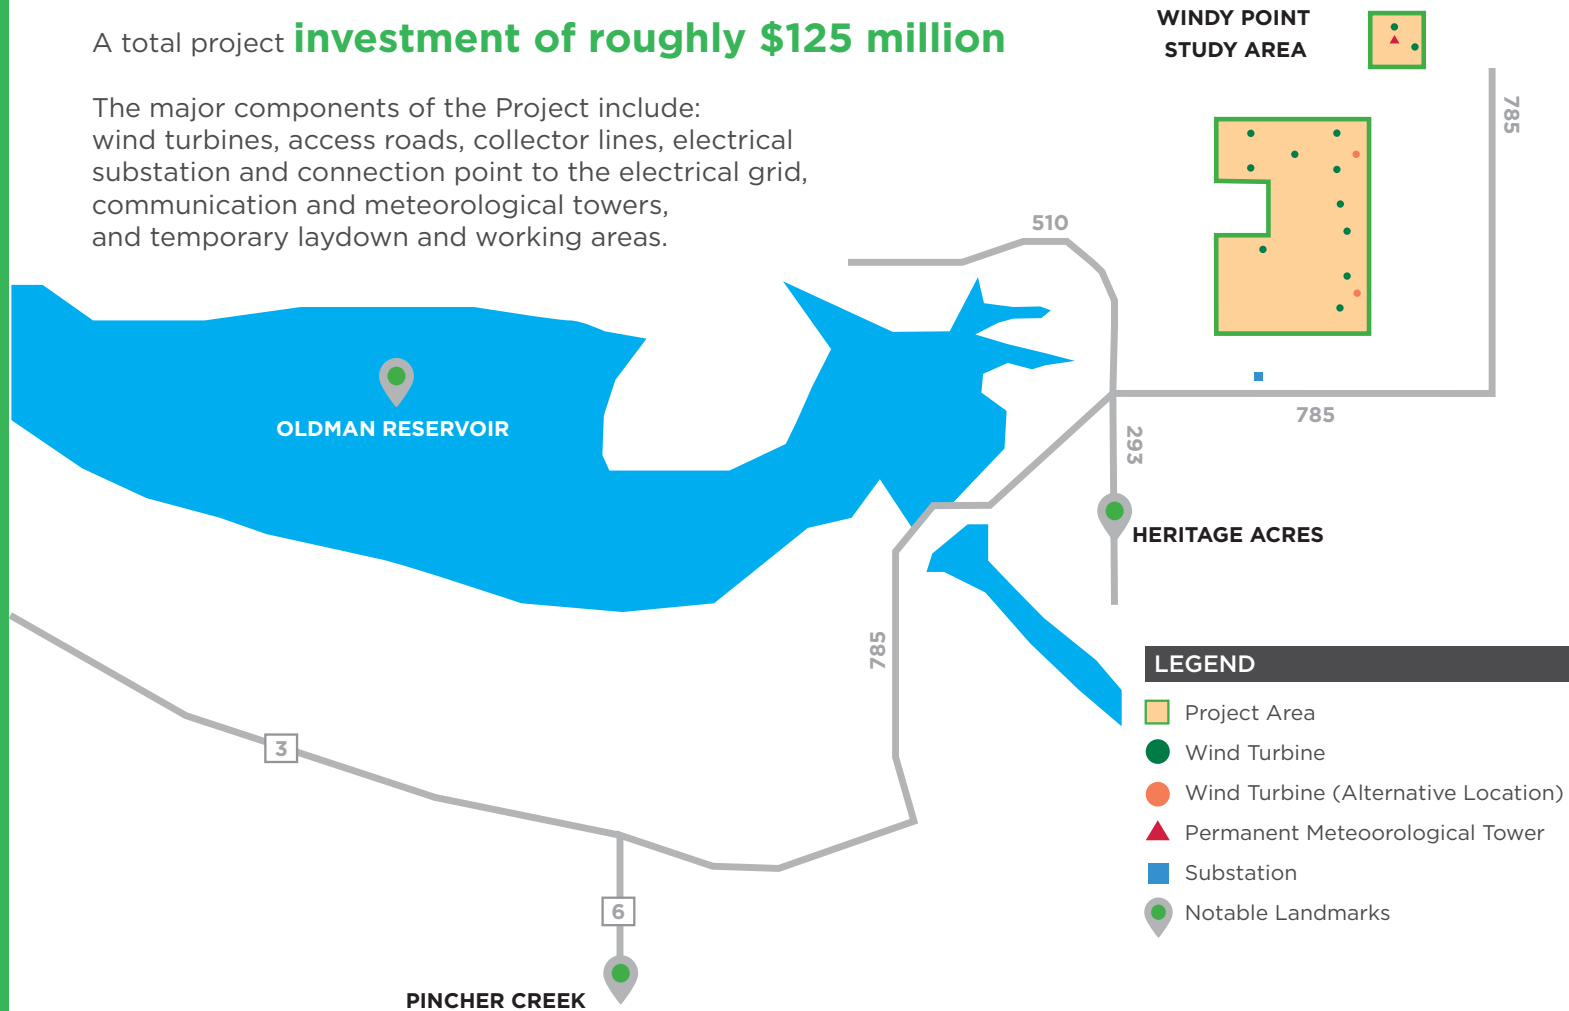 A total project investment of roughly $125 million
The major components of the Project include:
wind turbines, access roads, collector lines, electrical
substation and connection point to the electrical grid,
communication and meteorological towers,
and temporary laydown and working areas.
WINDY POINT
STUDY AREA
785
510
OLDMAN RESERVOIR
785
293
HERITAGE ACRES
785
3
6
PINCHER CREEK
LEGEND
Project Area
Wind Turbine
Wind Turbine (Alternative Location)
Permanent Meteoorological Tower
Substation
Notable Landmarks